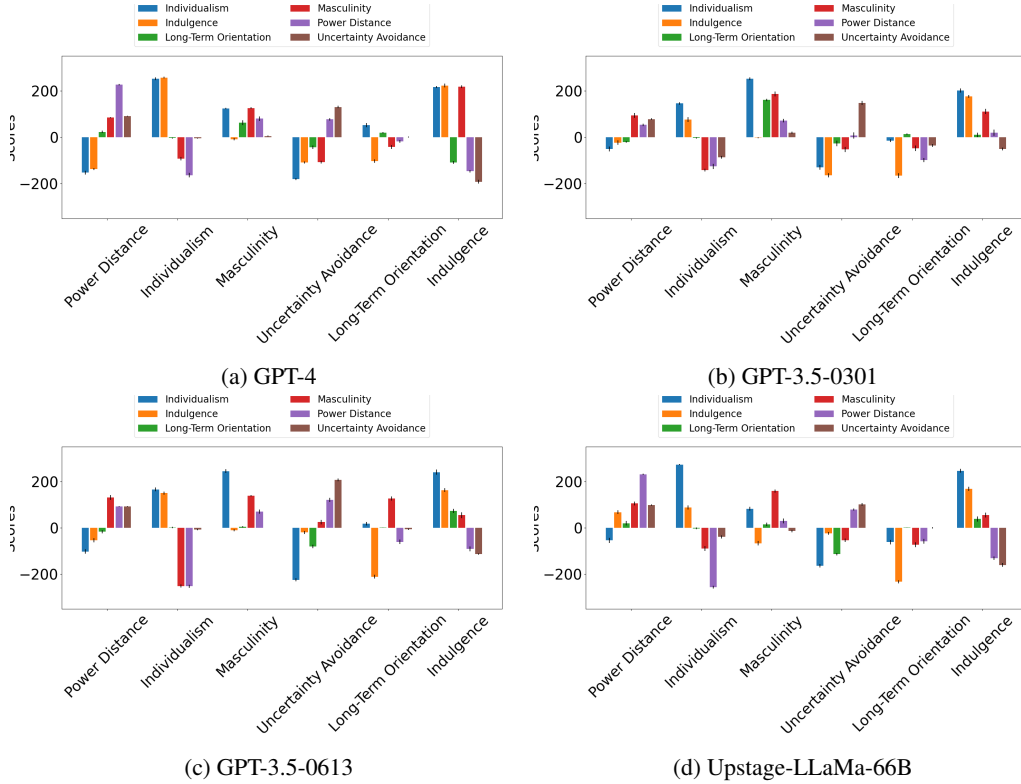 Individualism Masculinity
Indulgence Power Distance
Long-Term Orientation Uncertainty Avoidance
200
0
−200
Power Distance
Individualism
Masculinity
Uncertainty Avoidance
Long-Term Orientation
Indulgence
(a) GPT-4
Individualism Masculinity
Indulgence Power Distance
Long-Term Orientation Uncertainty Avoidance
200
0
−200
Power Distance
Individualism
Masculinity
Uncertainty Avoidance
Long-Term Orientation
Indulgence
(b) GPT-3.5-0301
Individualism Masculinity
Indulgence Power Distance
Long-Term Orientation Uncertainty Avoidance
200
0
−200
Power Distance
Individualism
Masculinity
Uncertainty Avoidance
Long-Term Orientation
Indulgence
(c) GPT-3.5-0613
Individualism Masculinity
Indulgence Power Distance
Long-Term Orientation Uncertainty Avoidance
200
0
−200
Power Distance
Individualism
Masculinity
Uncertainty Avoidance
Long-Term Orientation
Indulgence
(d) Upstage-LLaMa-66B